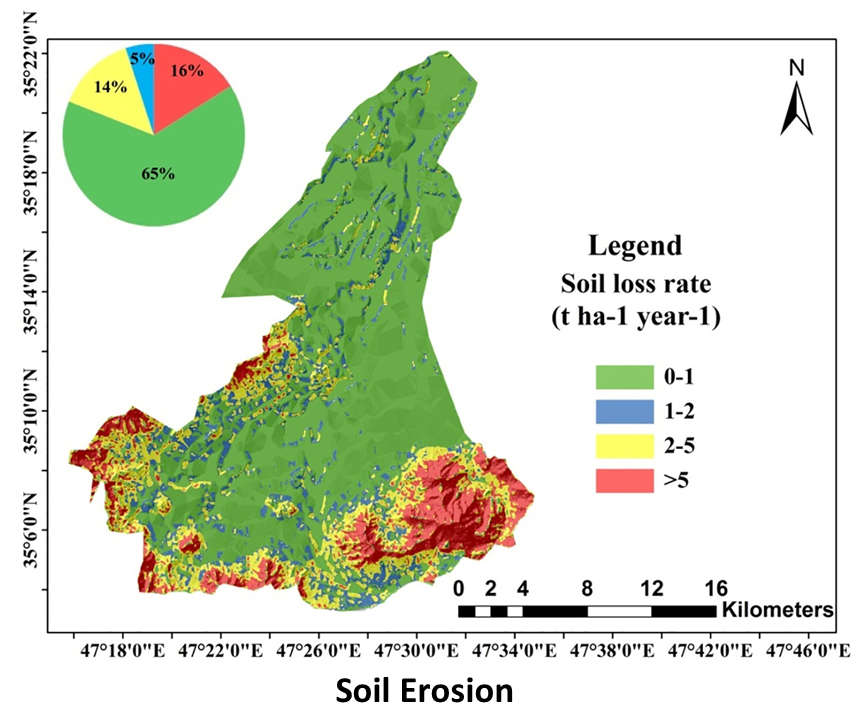 5%
16%
14%
65%
N
35°22'0"N
35°18'0"N
35°14'0"N
35°10'0"N
35°6'0"N
Legend
Soil loss rate
(t ha-1 year-1)
0-1
1-2
2-5
>5
0 2 4 8 12 16
Kilometers
47°18'0"E 47°22'0"E 47°26'0"E 47°30'0"E 47°34'0"E 47°38'0"E 47°42'0"E 47°46'0"E
Soil Erosion